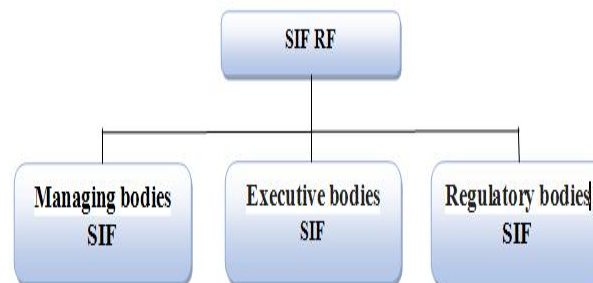 SIF RF
Managing bodies
SIF
Executive bodies
SIF
Regulatory bodies
SIF